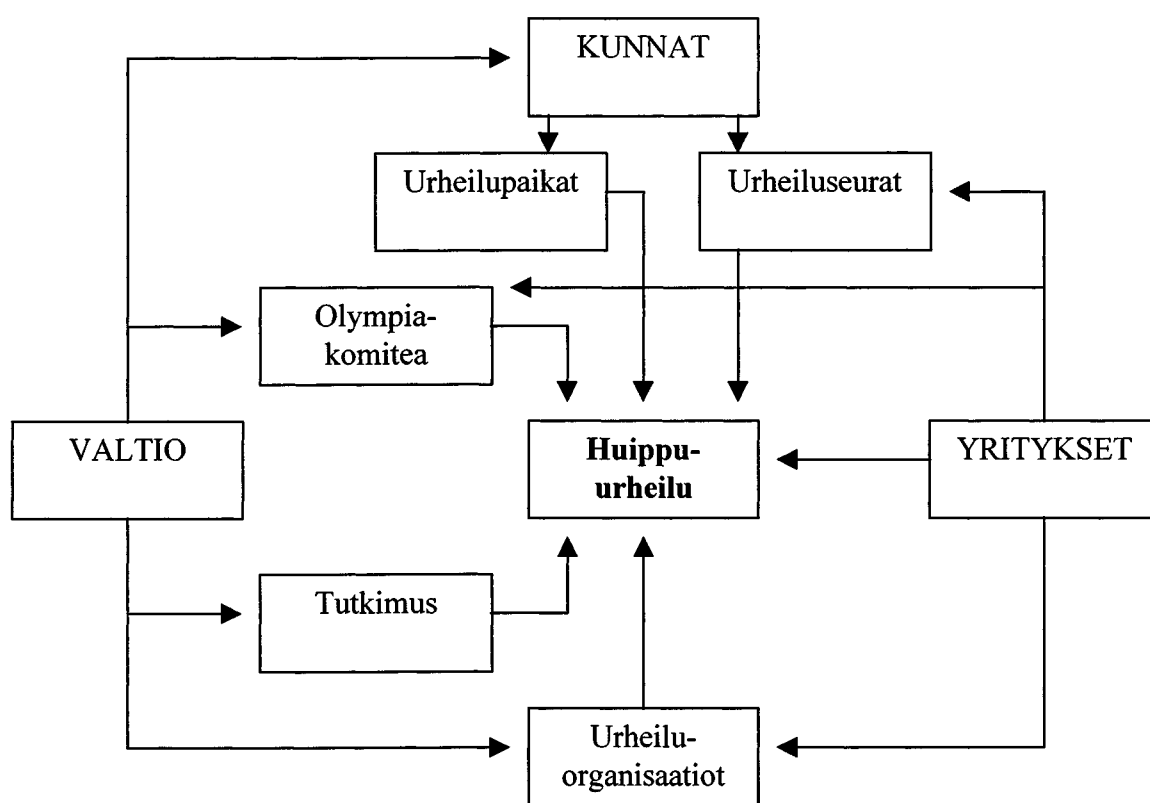 KUNNAT
Urheilupaikat
Urheiluseurat
Olympia-
komitea
VALTIO
Huippu-
urheilu
YRITYKSET
Tutkimus
Urheilu-
organisaatiot